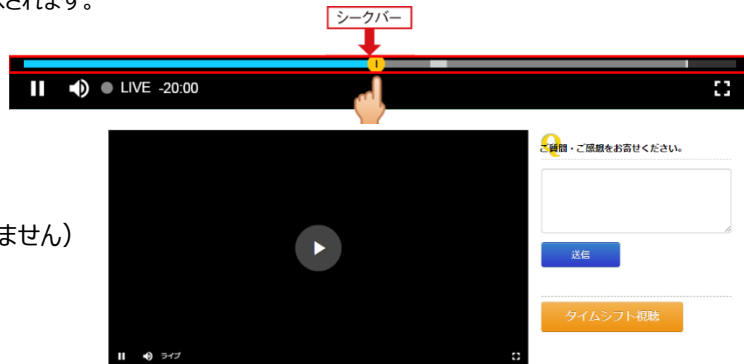 されます。
シークバー
LIVE -20:00
Q
ご質問・ご感想をお寄せください。
ません)
送信
タイムシフト視聴
ライブ